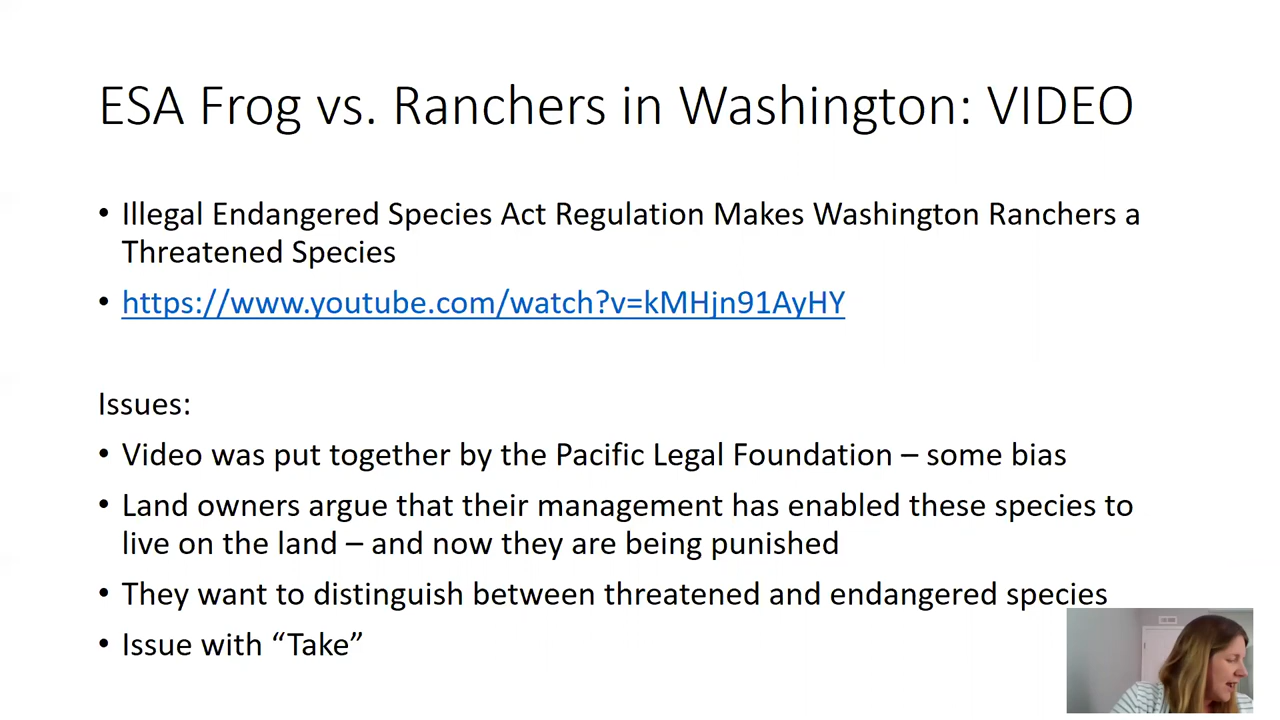 ESA Frog vs. Ranchers in Washington: VIDEO
• Illegal Endangered Species Act Regulation Makes Washington Ranchers a
Threatened Species
• https://www.youtube.com/watch?v=kMHjn91AyHY
Issues:
• Video was put together by the Pacific Legal Foundation – some bias
• Land owners argue that their management has enabled these species to
live on the land – and now they are being punished
• They want to distinguish between threatened and endangered species
• Issue with “Take”